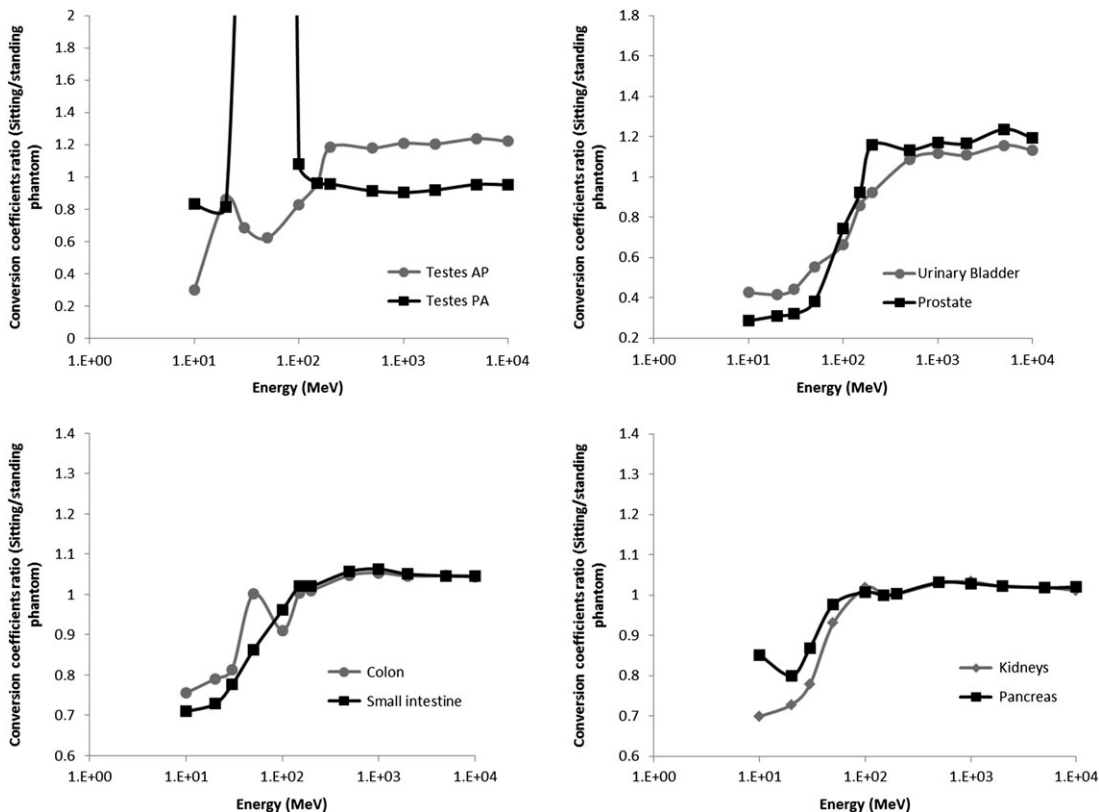 Conversion coefficients ratio (Sitting/standing
phantom)
2
1.8
1.6
1.4
1.2
1
0.8
0.6
0.4
0.2
0
1.E+00 1.E+01 1.E+02 1.E+03 1.E+04
Energy (MeV)
Testes AP
Testes PA
Conversion coefficients ratio (Sitting/standing
phantom)
1.8
1.6
1.4
1.2
1
0.8
0.6
0.4
0.2
1.E+00 1.E+01 1.E+02 1.E+03 1.E+04
Energy (MeV)
Urinary Bladder
Prostate
Conversion coefficients ratio (Sitting/standing
phantom)
1.4
1.3
1.2
1.1
1
0.9
0.8
0.7
0.6
1.E+00 1.E+01 1.E+02 1.E+03 1.E+04
Energy (MeV)
Colon
Small intestine
Conversion coefficients ratio (Sitting/standing
phantom)
1.4
1.3
1.2
1.1
1
0.9
0.8
0.7
0.6
1.E+00 1.E+01 1.E+02 1.E+03 1.E+04
Energy (MeV)
Kidneys
Pancreas